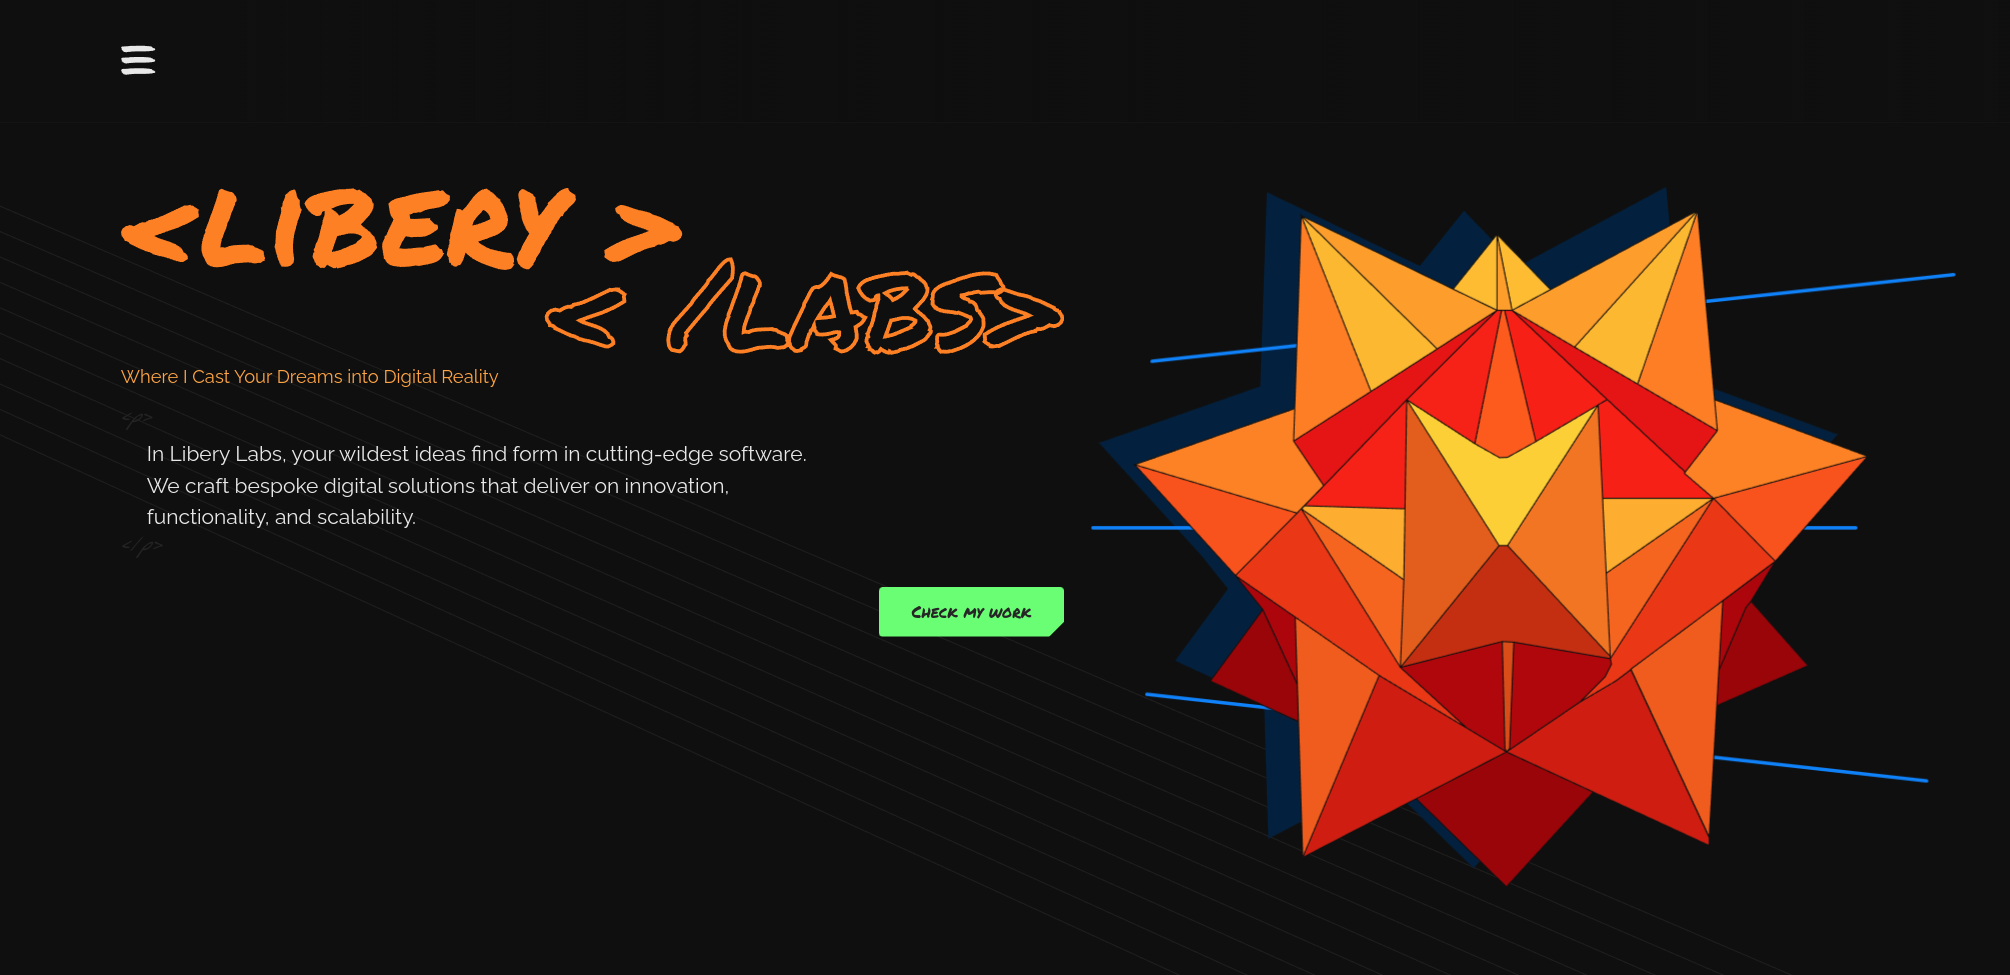 <LIBERY >
< /LABS>
Where I Cast Your Dreams into Digital Reality
<p>
In Libery Labs, your wildest ideas find form in cutting-edge software.
We craft bespoke digital solutions that deliver on innovation,
functionality, and scalability.
</p>
Check my work